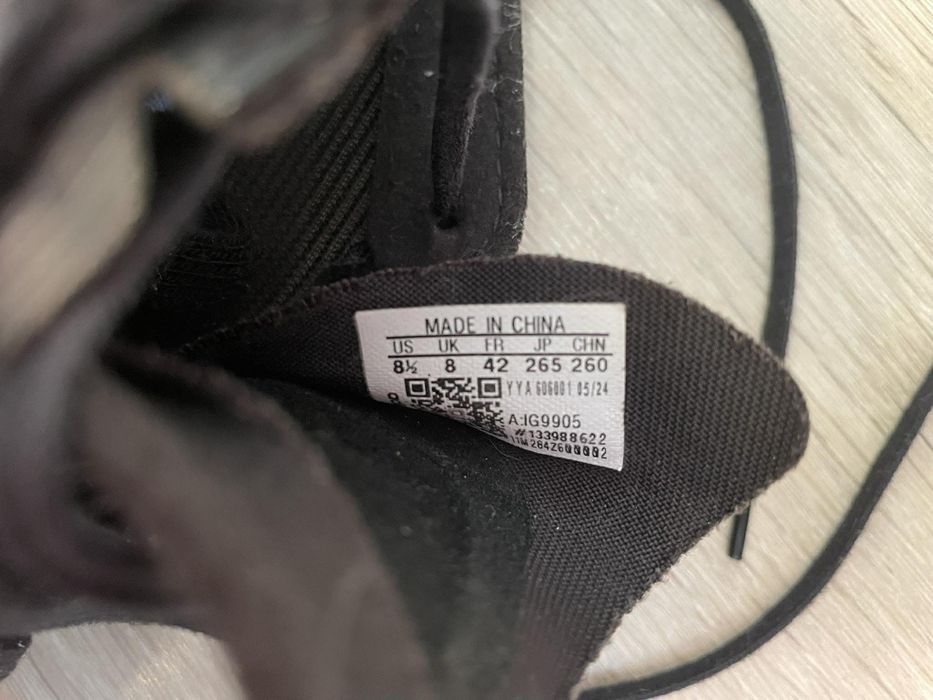 MADE IN CHINA
US UK FR JP CHN
8½ 8 42 265 260
YYA 606001 05/24
A:IG9905
#133988622